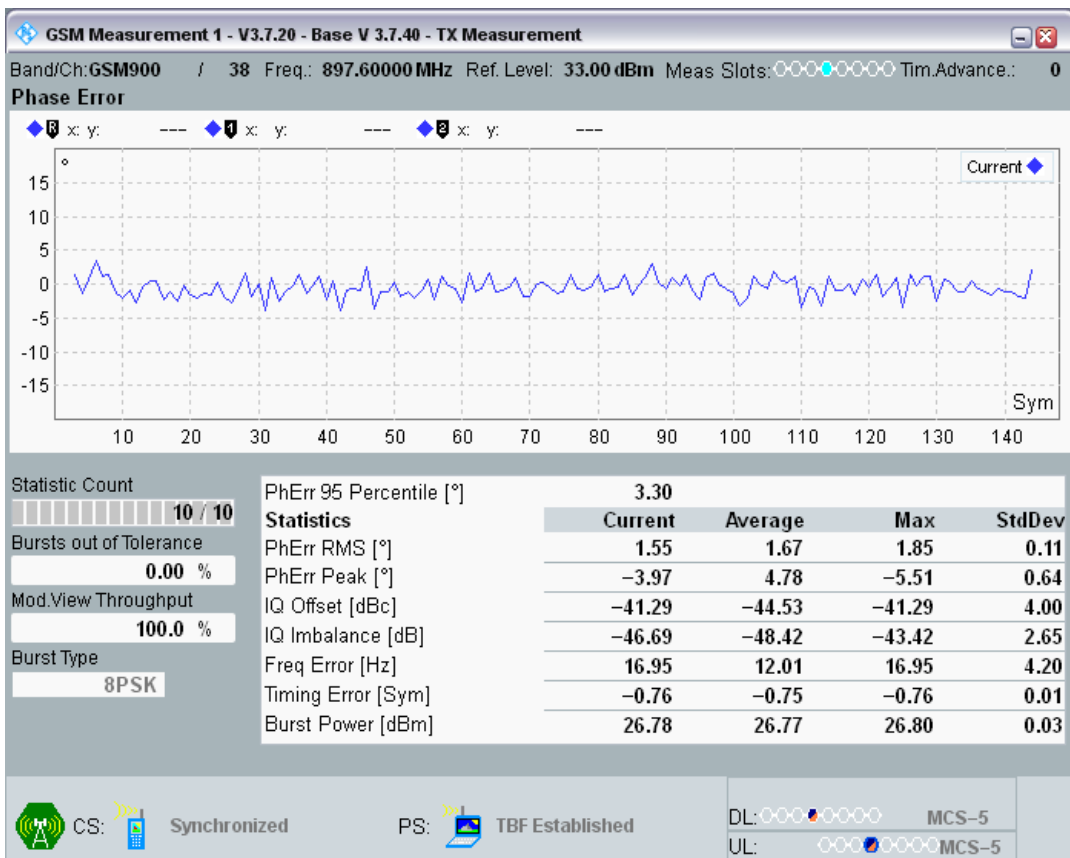 GSM Measurement 1 - V3.7.20 - Base V 3.7.40 - TX Measurement
Band/Ch:GSM900 / 38 Freq.: 897.60000 MHz Ref. Level: 33.00 dBm Meas Slots: Tim.Advance.: 0
Phase Error
R x: y: --- 1 x: y: --- 2 x: y: ---
° Current
15
10
5
0
-5
-10
-15
Sym
10 20 30 40 50 60 70 80 90 100 110 120 130 140
Statistic Count
10 / 10
Bursts out of Tolerance
0.00 %
Mod.View Throughput
100.0 %
Burst Type
8PSK
PhErr 95 Percentile [°] 3.30
Statistics Current Average Max StdDev
PhErr RMS [°] 1.55 1.67 1.85 0.11
PhErr Peak [°] −3.97 4.78 −5.51 0.64
IQ Offset [dBc] −41.29 −44.53 −41.29 4.00
IQ Imbalance [dB] −46.69 −48.42 −43.42 2.65
Freq Error [Hz] 16.95 12.01 16.95 4.20
Timing Error [Sym] −0.76 −0.75 −0.76 0.01
Burst Power [dBm] 26.78 26.77 26.80 0.03
CS: Synchronized PS: TBF Established
DL: MCS−5
UL: MCS−5